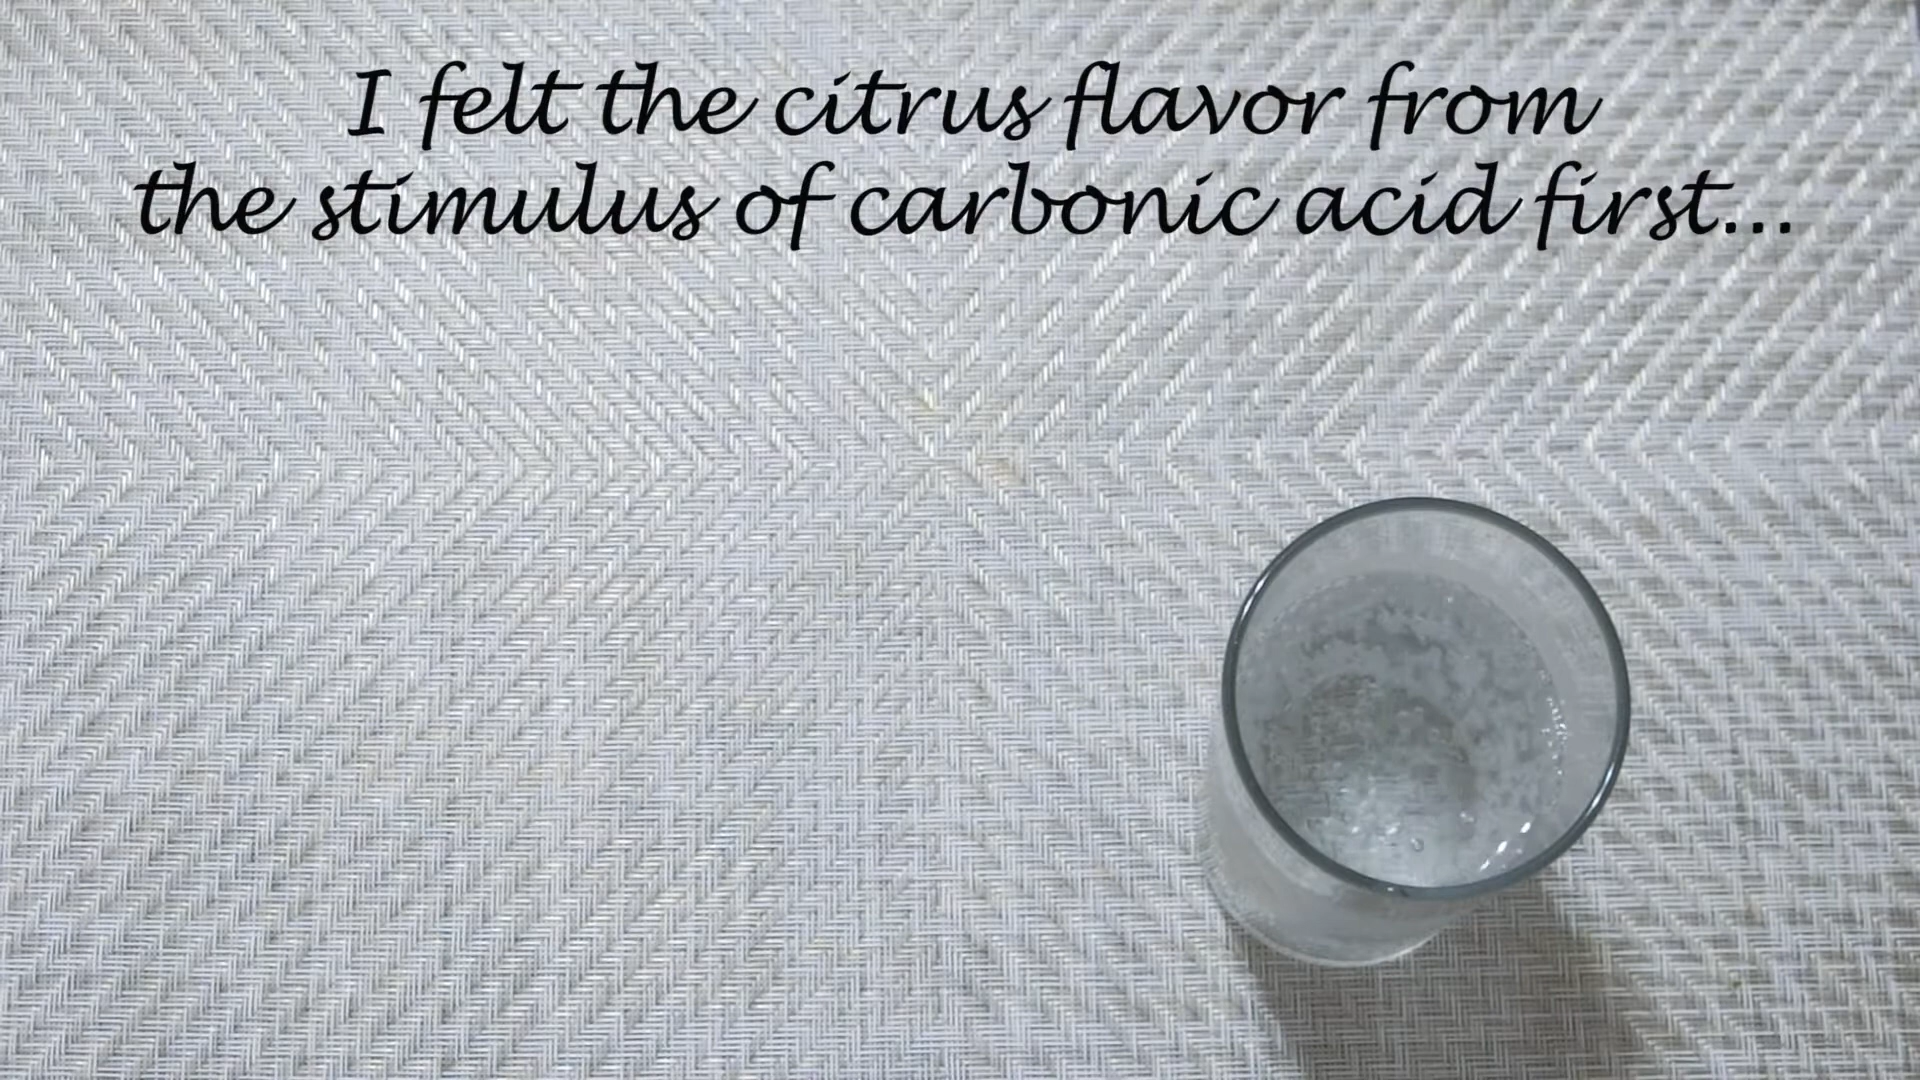 I felt the citrus flavor from
the stimulus of carbonic acid first...